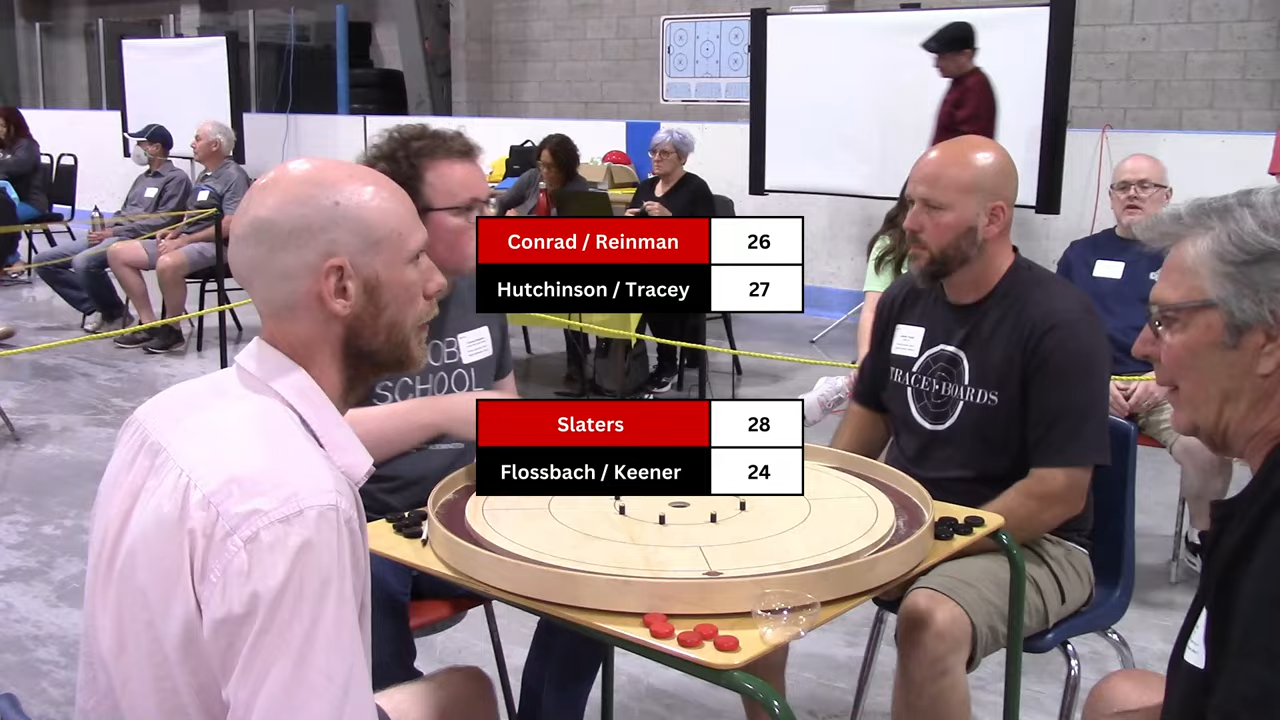 Conrad / Reinman 26
Hutchinson / Tracey 27
SCHOOL
TRACEY BOARDS
Slaters 28
Flossbach / Keener 24